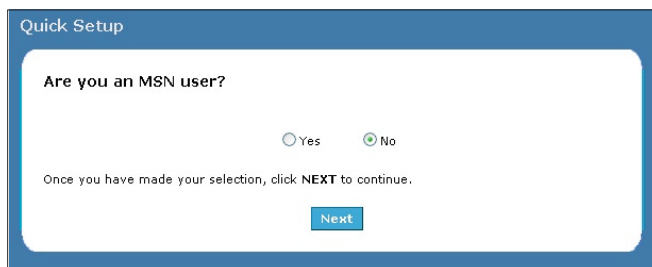 Quick Setup
Are you an MSN user?
Yes No
Once you have made your selection, click NEXT to continue.
Next